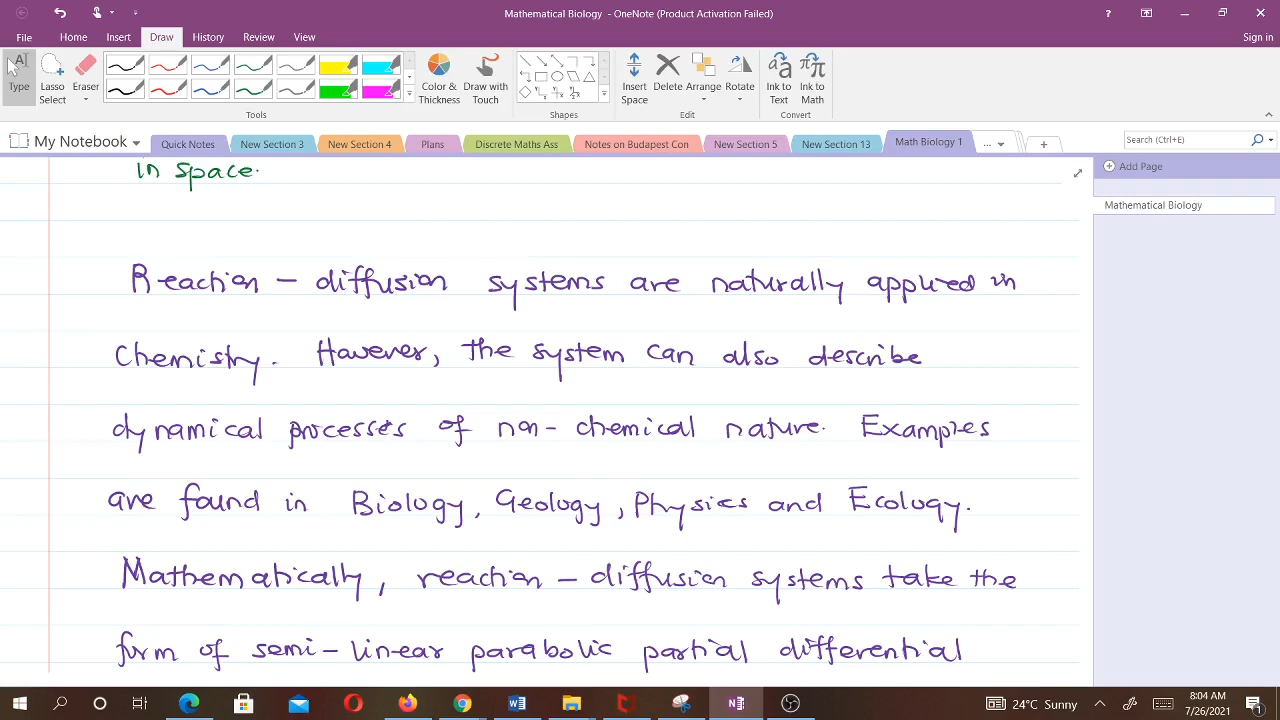 Mathematical Biology - OneNote (Product Activation Failed)
File Home Insert Draw History Review View Sign in
Type Lasso Select Eraser Color & Thickness Draw with Touch Insert Space Delete Arrange Rotate Ink to Text Ink to Math
Tools Shapes Edit Convert
My Notebook Quick Notes New Section 3 New Section 4 Plans Discrete Maths Ass Notes on Budapest Con New Section 5 New Section 13 Math Biology 1 ... Search (Ctrl+E)
Add Page
Mathematical Biology
in space.
Reaction - diffusion systems are naturally applied in
Chemistry. However, the system can also describe
dynamical processes of non-chemical nature. Examples
are found in Biology, Geology, Physics and Ecology.
Mathematically, reaction - diffusion systems take the
form of semi-linear parabolic partial differential
24°C Sunny
8:04 AM
7/26/2021